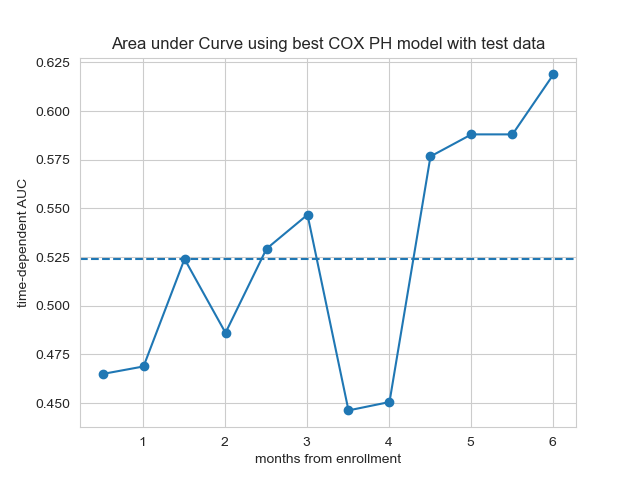 Area under Curve using best COX PH model with test data
0.625
0.600
0.575
0.550
0.525
0.500
0.475
0.450
time-dependent AUC
1 2 3 4 5 6
months from enrollment